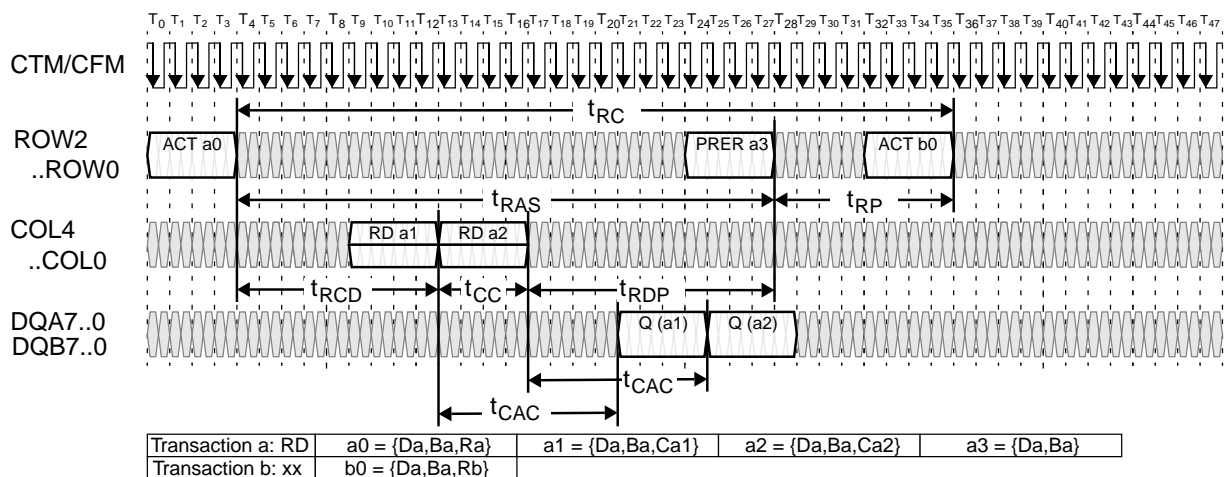 T0 T1 T2 T3 T4 T5 T6 T7 T8 T9 T10 T11 T12 T13 T14 T15 T16 T17 T18 T19 T20 T21 T22 T23 T24 T25 T26 T27 T28 T29 T30 T31 T32 T33 T34 T35 T36 T37 T38 T39 T40 T41 T42 T43 T44 T45 T46 T47
CTM/CFM
tRC
ROW2
..ROW0
ACT a0 PRER a3 ACT b0
tRAS tRP
COL4
..COL0
RD a1 RD a2
tRCD tCC tRDP
DQA7..0
DQB7..0
Q (a1) Q (a2)
tCAC
tCAC
Transaction a: RD a0 = {Da,Ba,Ra} a1 = {Da,Ba,Ca1} a2 = {Da,Ba,Ca2} a3 = {Da,Ba}
Transaction b: xx b0 = {Da,Ba,Rb}